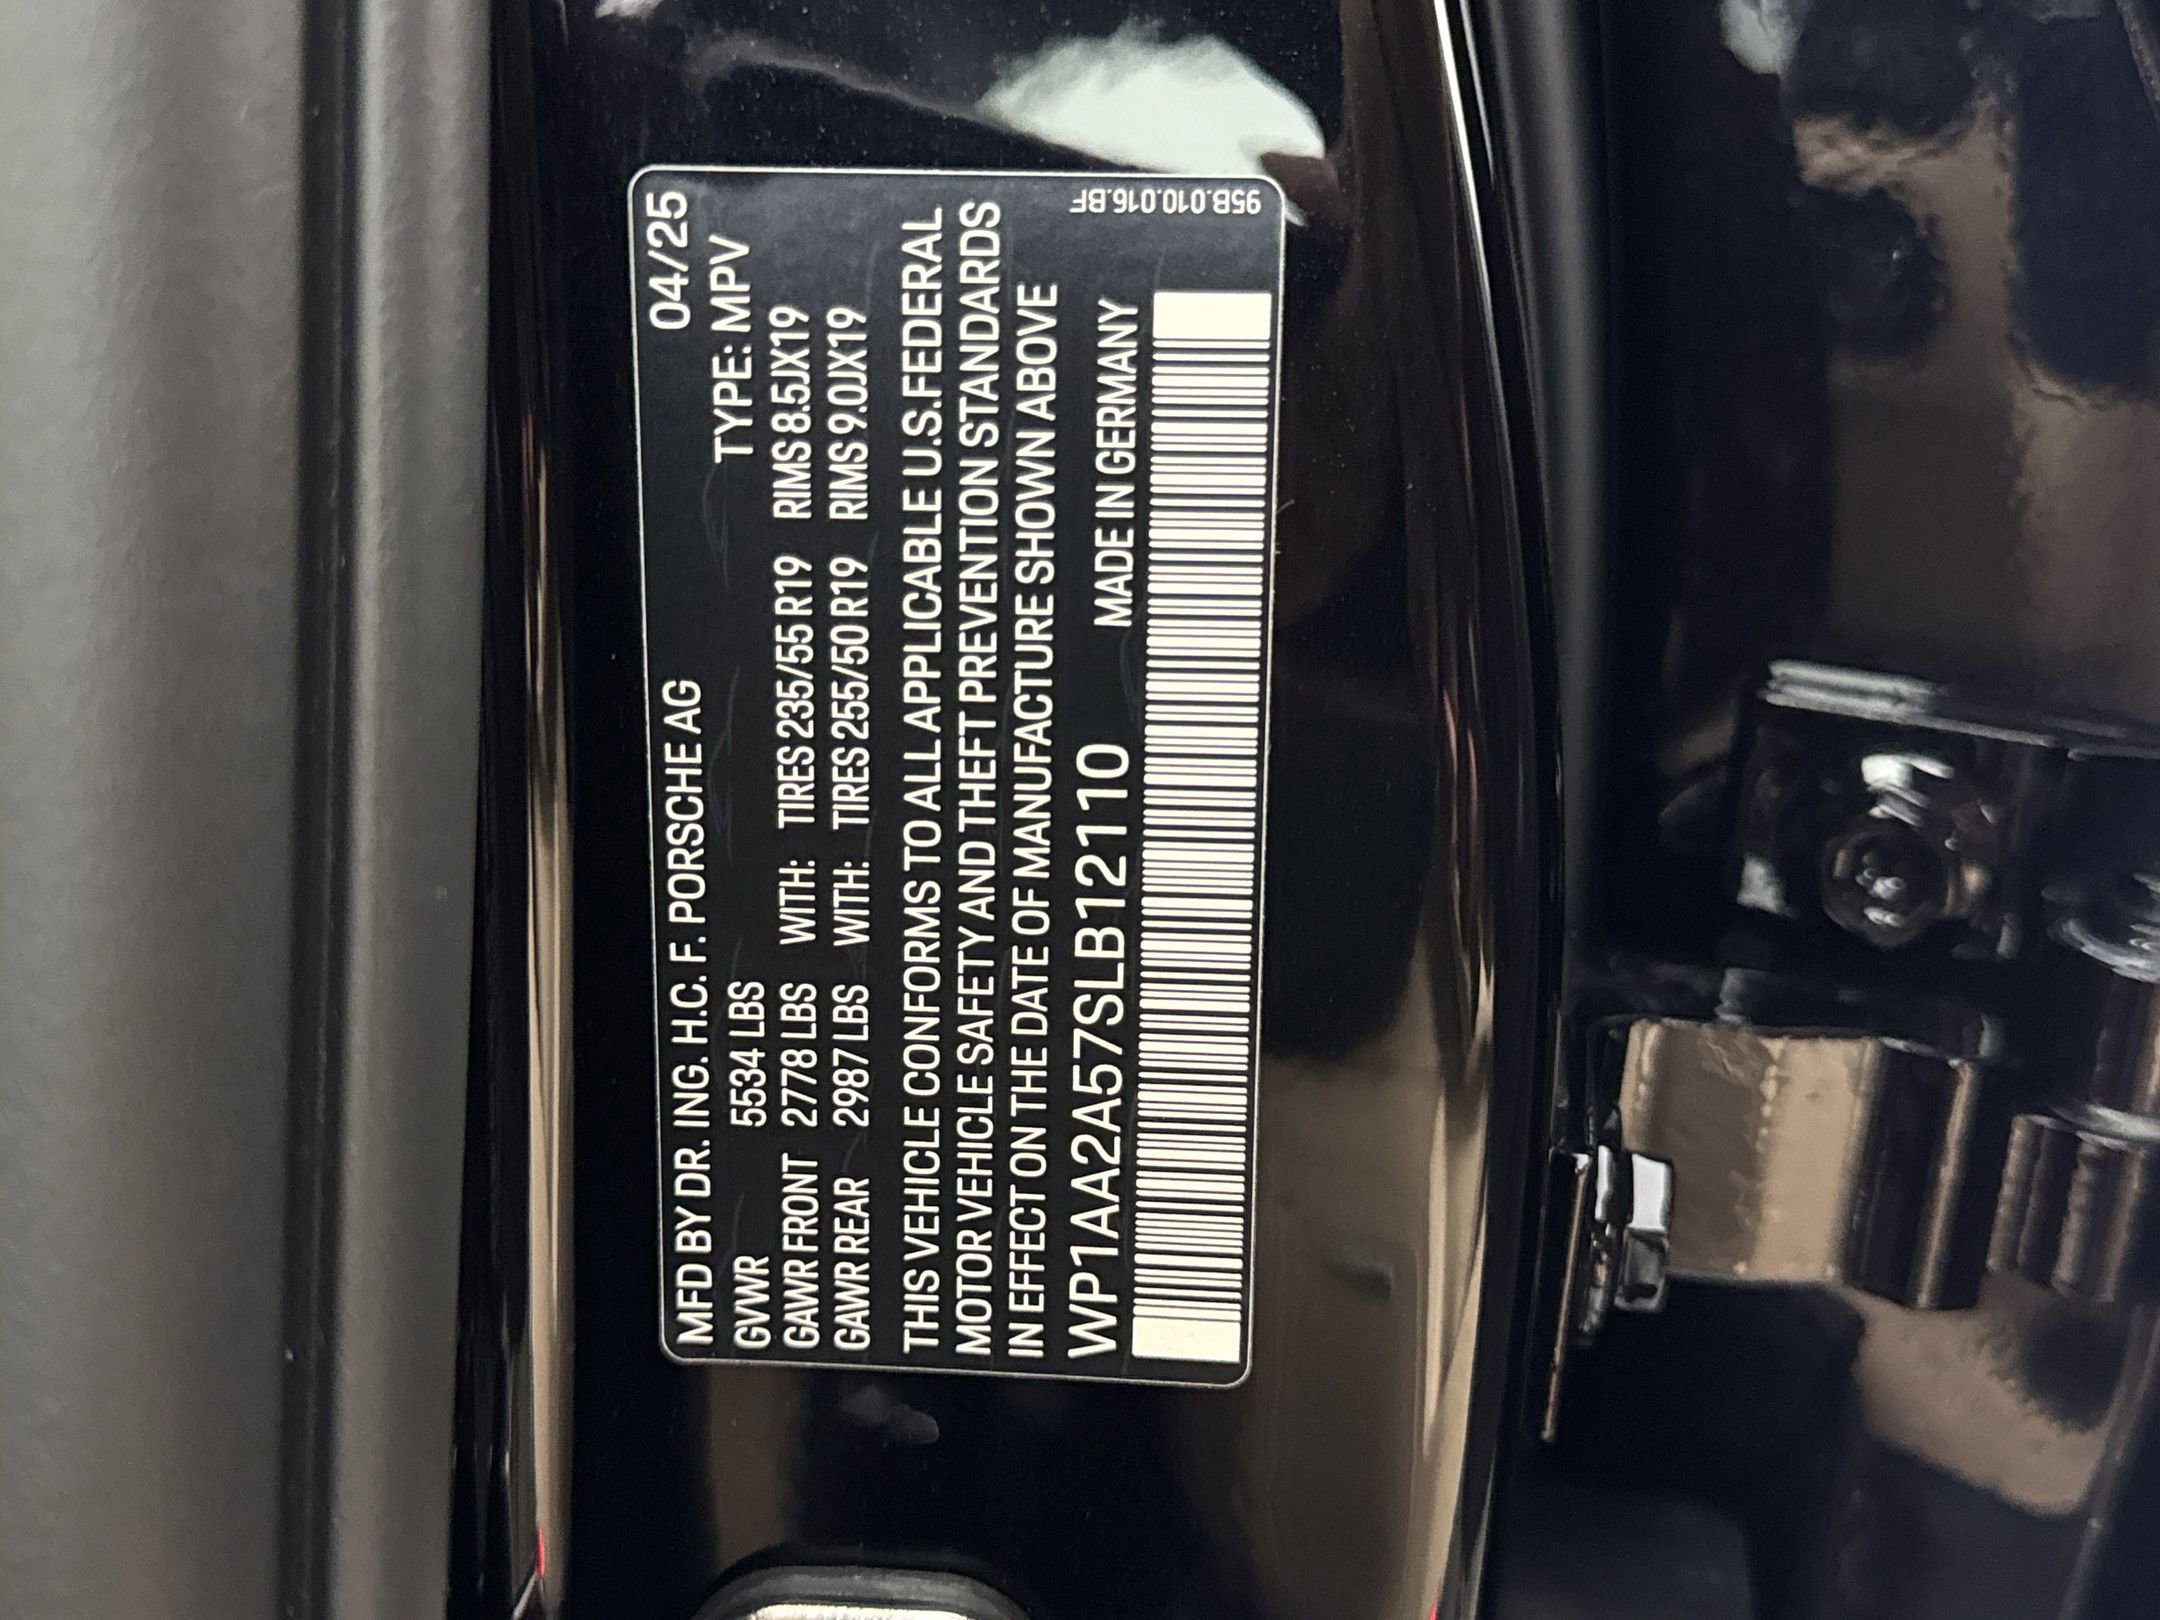 MFD BY DR. ING. H.C. F. PORSCHE AG 04/25
GVWR 5534 LBS TYPE: MPV
GAWR FRONT 2778 LBS WITH: TIRES 235/55 R19 RIMS 8.5JX19
GAWR REAR 2987 LBS WITH: TIRES 255/50 R19 RIMS 9.0JX19
THIS VEHICLE CONFORMS TO ALL APPLICABLE U.S.FEDERAL
MOTOR VEHICLE SAFETY AND THEFT PREVENTION STANDARDS
IN EFFECT ON THE DATE OF MANUFACTURE SHOWN ABOVE
WP1AA2A57SLB12110 MADE IN GERMANY
95B.010.016.BF